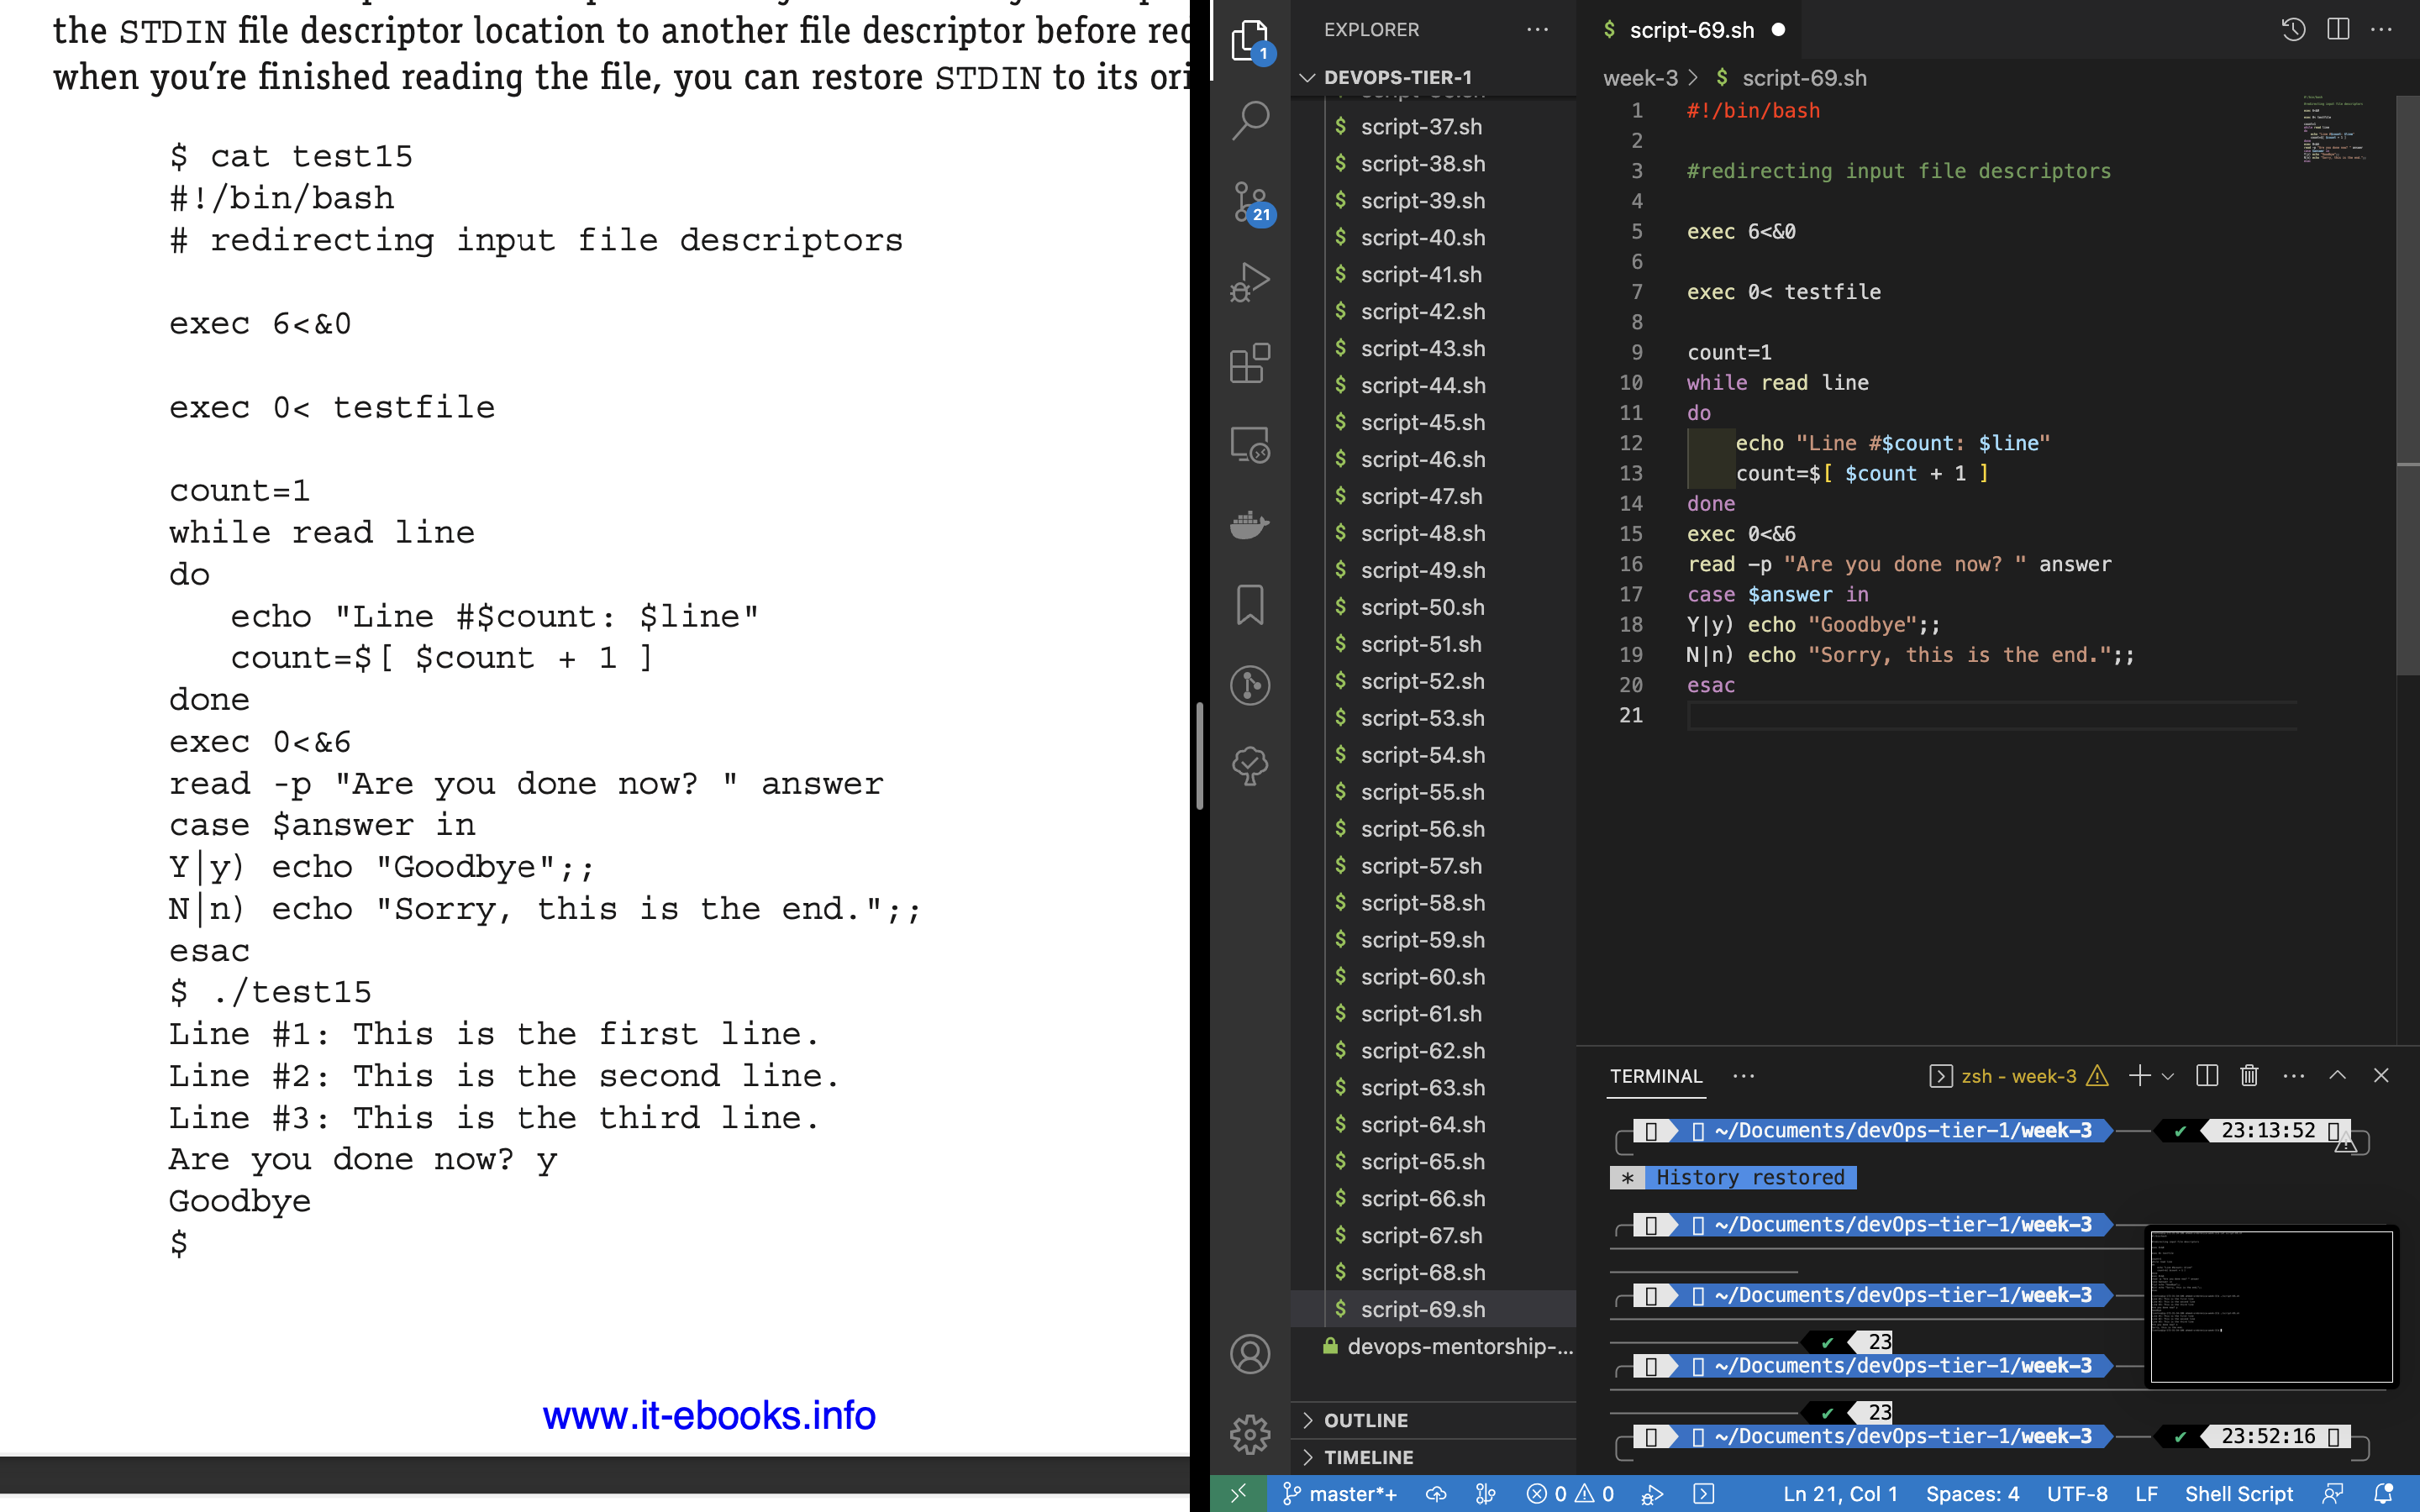 the STDIN file descriptor location to another file descriptor before rec
when you're finished reading the file, you can restore STDIN to its ori
$ cat test15
#!/bin/bash
# redirecting input file descriptors
exec 6<&0
exec 0< testfile
count=1
while read line
do
echo "Line #$count: $line"
count=$[ $count + 1 ]
done
exec 0<&6
read -p "Are you done now? " answer
case $answer in
Y|y) echo "Goodbye";;
N|n) echo "Sorry, this is the end.";;
esac
$ ./test15
Line #1: This is the first line.
Line #2: This is the second line.
Line #3: This is the third line.
Are you done now? y
Goodbye
$
www.it-ebooks.info
1
21
EXPLORER
DEVOPS-TIER-1
$ script-37.sh
$ script-38.sh
$ script-39.sh
$ script-40.sh
$ script-41.sh
$ script-42.sh
$ script-43.sh
$ script-44.sh
$ script-45.sh
$ script-46.sh
$ script-47.sh
$ script-48.sh
$ script-49.sh
$ script-50.sh
$ script-51.sh
$ script-52.sh
$ script-53.sh
$ script-54.sh
$ script-55.sh
$ script-56.sh
$ script-57.sh
$ script-58.sh
$ script-59.sh
$ script-60.sh
$ script-61.sh
$ script-62.sh
$ script-63.sh
$ script-64.sh
$ script-65.sh
$ script-66.sh
$ script-67.sh
$ script-68.sh
$ script-69.sh
devops-mentorship-...
OUTLINE
TIMELINE
$ script-69.sh
week-3 > $ script-69.sh
1 #!/bin/bash
2
3 #redirecting input file descriptors
4
5 exec 6<&0
6
7 exec 0< testfile
8
9 count=1
10 while read line
11 do
12 echo "Line #$count: $line"
13 count=$[ $count + 1 ]
14 done
15 exec 0<&6
16 read -p "Are you done now? " answer
17 case $answer in
18 Y|y) echo "Goodbye";;
19 N|n) echo "Sorry, this is the end.";;
20 esac
21
TERMINAL
zsh - week-3
~/Documents/devOps-tier-1/week-3 ✔ 23:13:52
* History restored
~/Documents/devOps-tier-1/week-3
~/Documents/devOps-tier-1/week-3
✔ 23
~/Documents/devOps-tier-1/week-3
✔ 23
~/Documents/devOps-tier-1/week-3 ✔ 23:52:16
master*+ 0 0 Ln 21, Col 1 Spaces: 4 UTF-8 LF Shell Script